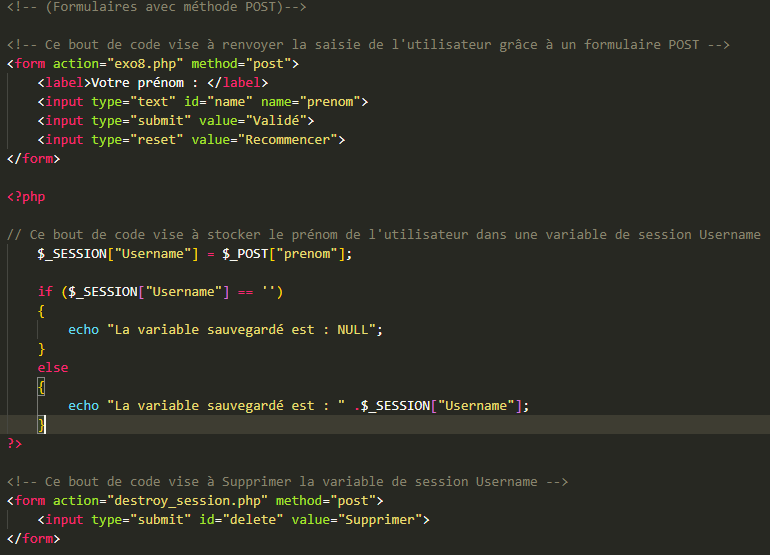 <!-- (Formulaires avec méthode POST)-->
<!-- Ce bout de code vise à renvoyer la saisie de l'utilisateur grâce à un formulaire POST -->
<form action="exo8.php" method="post">
<label>Votre prénom : </label>
<input type="text" id="name" name="prenom">
<input type="submit" value="Validé">
<input type="reset" value="Recommencer">
</form>
<?php
// Ce bout de code vise à stocker le prénom de l'utilisateur dans une variable de session Username
$_SESSION["Username"] = $_POST["prenom"];
if ($_SESSION["Username"] == '')
{
echo "La variable sauvegardé est : NULL";
}
else
{
echo "La variable sauvegardé est : " .$_SESSION["Username"];
}
?>
<!-- Ce bout de code vise à Supprimer la variable de session Username -->
<form action="destroy_session.php" method="post">
<input type="submit" id="delete" value="Supprimer">
</form>